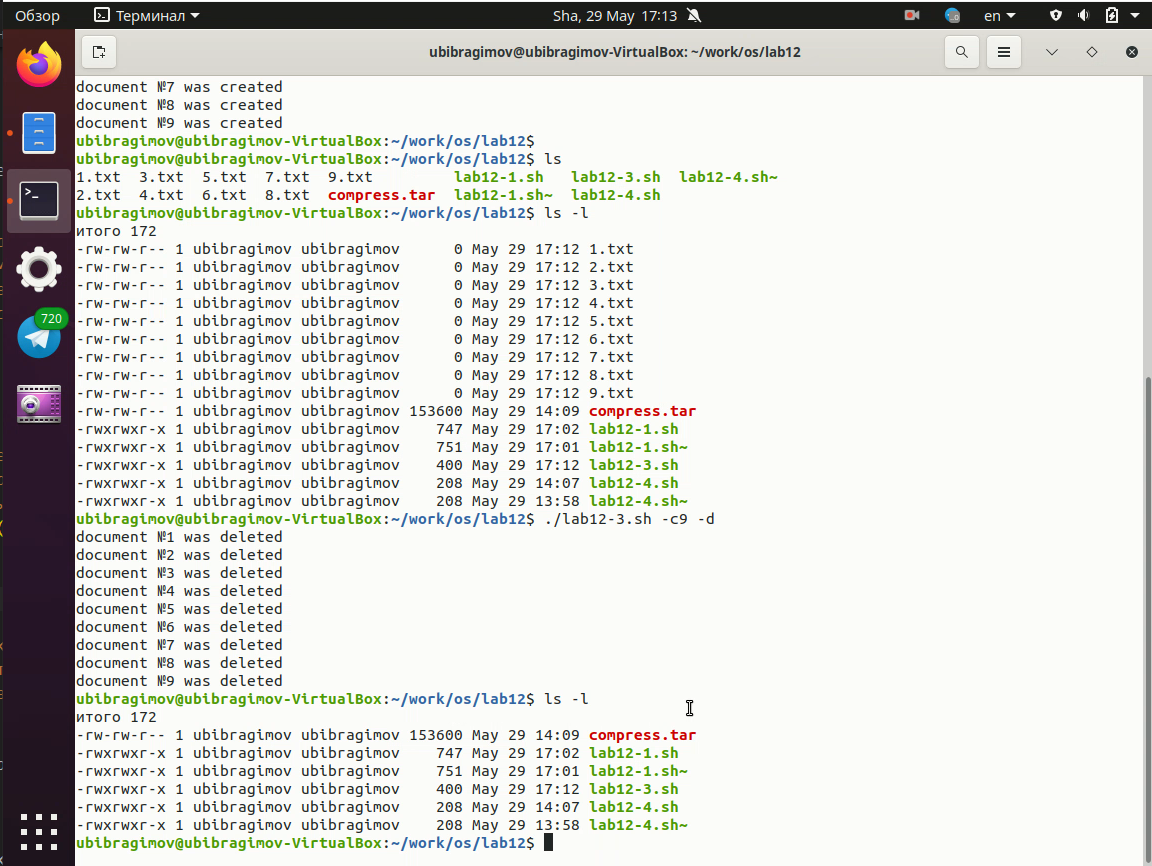 Обзор
Терминал
Sha, 29 May 17:13
en
ubibragimov@ubibragimov-VirtualBox: ~/work/os/lab12
720
document №7 was created
document №8 was created
document №9 was created
ubibragimov@ubibragimov-VirtualBox:~/work/os/lab12$
ubibragimov@ubibragimov-VirtualBox:~/work/os/lab12$ ls
1.txt  3.txt  5.txt  7.txt  9.txt         lab12-1.sh   lab12-3.sh  lab12-4.sh~
2.txt  4.txt  6.txt  8.txt  compress.tar  lab12-1.sh~  lab12-4.sh
ubibragimov@ubibragimov-VirtualBox:~/work/os/lab12$ ls -l
итого 172
-rw-rw-r-- 1 ubibragimov ubibragimov      0 May 29 17:12 1.txt
-rw-rw-r-- 1 ubibragimov ubibragimov      0 May 29 17:12 2.txt
-rw-rw-r-- 1 ubibragimov ubibragimov      0 May 29 17:12 3.txt
-rw-rw-r-- 1 ubibragimov ubibragimov      0 May 29 17:12 4.txt
-rw-rw-r-- 1 ubibragimov ubibragimov      0 May 29 17:12 5.txt
-rw-rw-r-- 1 ubibragimov ubibragimov      0 May 29 17:12 6.txt
-rw-rw-r-- 1 ubibragimov ubibragimov      0 May 29 17:12 7.txt
-rw-rw-r-- 1 ubibragimov ubibragimov      0 May 29 17:12 8.txt
-rw-rw-r-- 1 ubibragimov ubibragimov      0 May 29 17:12 9.txt
-rw-rw-r-- 1 ubibragimov ubibragimov 153600 May 29 14:09 compress.tar
-rwxrwxr-x 1 ubibragimov ubibragimov    747 May 29 17:02 lab12-1.sh
-rwxrwxr-x 1 ubibragimov ubibragimov    751 May 29 17:01 lab12-1.sh~
-rwxrwxr-x 1 ubibragimov ubibragimov    400 May 29 17:12 lab12-3.sh
-rwxrwxr-x 1 ubibragimov ubibragimov    208 May 29 14:07 lab12-4.sh
-rwxrwxr-x 1 ubibragimov ubibragimov    208 May 29 13:58 lab12-4.sh~
ubibragimov@ubibragimov-VirtualBox:~/work/os/lab12$ ./lab12-3.sh -c9 -d
document №1 was deleted
document №2 was deleted
document №3 was deleted
document №4 was deleted
document №5 was deleted
document №6 was deleted
document №7 was deleted
document №8 was deleted
document №9 was deleted
ubibragimov@ubibragimov-VirtualBox:~/work/os/lab12$ ls -l
итого 172
-rw-rw-r-- 1 ubibragimov ubibragimov 153600 May 29 14:09 compress.tar
-rwxrwxr-x 1 ubibragimov ubibragimov    747 May 29 17:02 lab12-1.sh
-rwxrwxr-x 1 ubibragimov ubibragimov    751 May 29 17:01 lab12-1.sh~
-rwxrwxr-x 1 ubibragimov ubibragimov    400 May 29 17:12 lab12-3.sh
-rwxrwxr-x 1 ubibragimov ubibragimov    208 May 29 14:07 lab12-4.sh
-rwxrwxr-x 1 ubibragimov ubibragimov    208 May 29 13:58 lab12-4.sh~
ubibragimov@ubibragimov-VirtualBox:~/work/os/lab12$